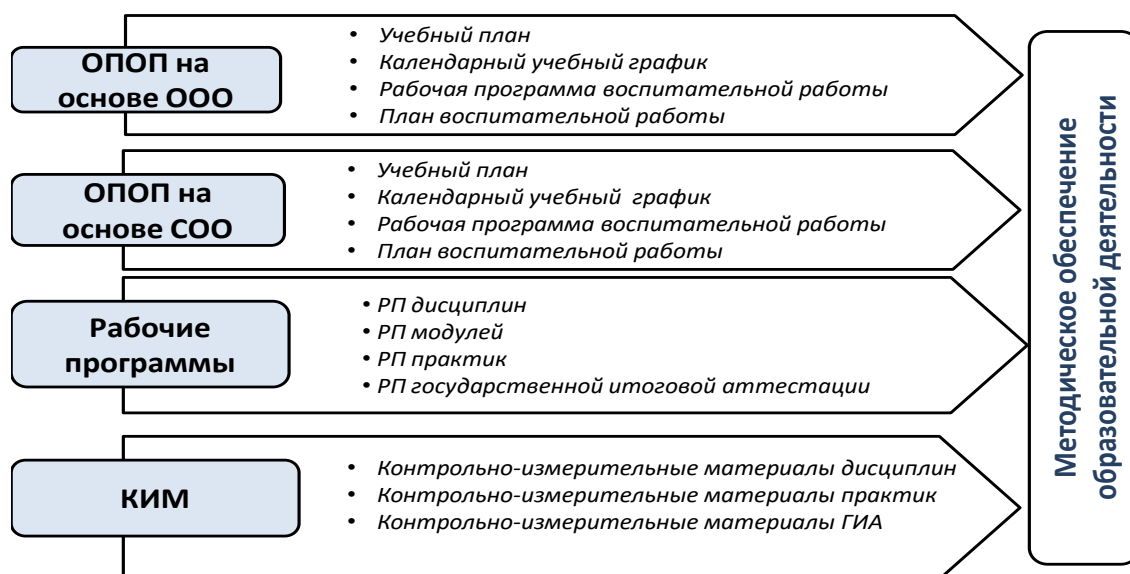 ОПОП на
основе ООО
• Учебный план
• Календарный учебный график
• Рабочая программа воспитательной работы
• План воспитательной работы
ОПОП на
основе СОО
• Учебный план
• Календарный учебный график
• Рабочая программа воспитательной работы
• План воспитательной работы
Рабочие
программы
• РП дисциплин
• РП модулей
• РП практик
• РП государственной итоговой аттестации
КИМ
• Контрольно-измерительные материалы дисциплин
• Контрольно-измерительные материалы практик
• Контрольно-измерительные материалы ГИА
Методическое обеспечение
образовательной деятельности